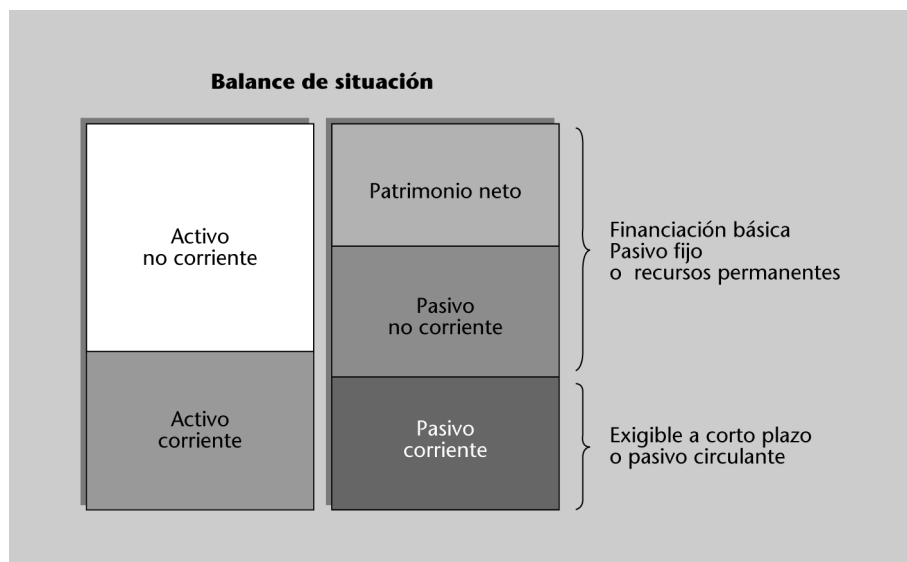 Balance de situación
Activo
no corriente
Activo
corriente
Patrimonio neto
Pasivo
no corriente
Pasivo
corriente
Financiación básica
Pasivo fijo
o recursos permanentes
Exigible a corto plazo
o pasivo circulante